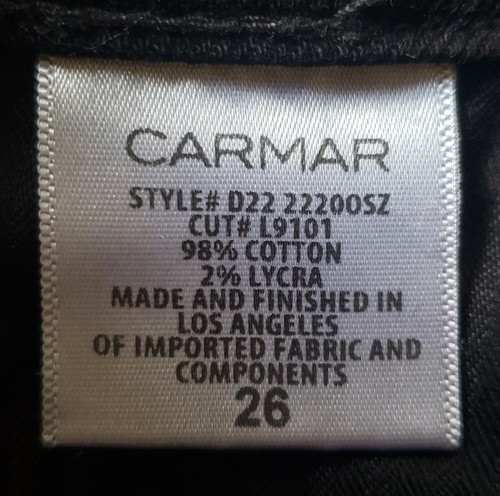 CARMAR
STYLE# D22 22200SZ
CUT# L9101
98% COTTON
2% LYCRA
MADE AND FINISHED IN
LOS ANGELES
OF IMPORTED FABRIC AND
COMPONENTS
26